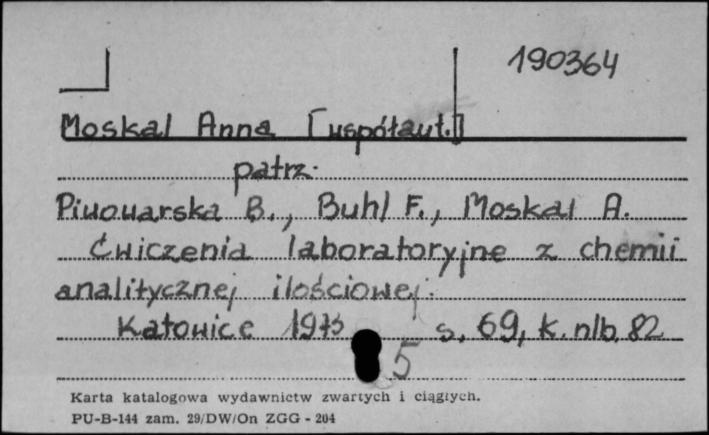 190364
Moskal Anna [współaut.]
patrz.
Piwowarska B., Buhl F., Moskal A.
Ćwiczenia laboratoryjne z chemii
analitycznej ilościowej.
Katowice 1973 s. 69, k. nlb. 82
5
Karta katalogowa wydawnictw zwartych i ciągłych.
PU-B-144 zam. 29/DW/On ZGG - 204